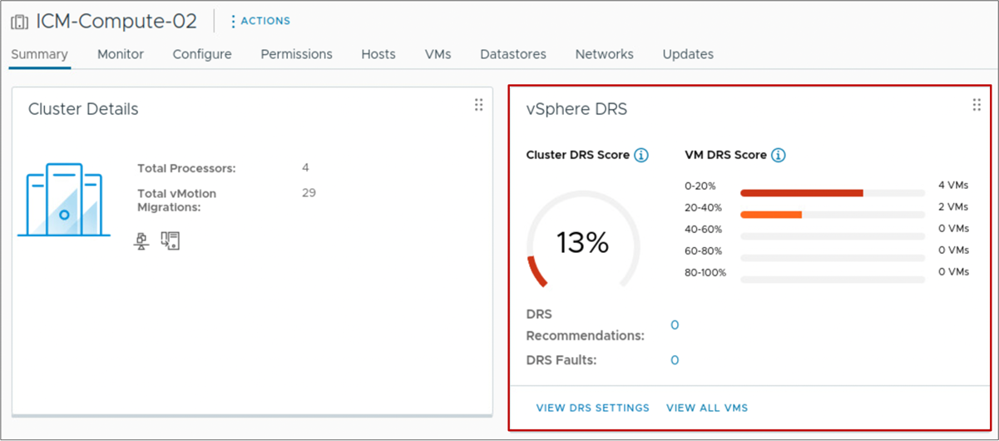 ICM-Compute-02
ACTIONS
Summary Monitor Configure Permissions Hosts VMs Datastores Networks Updates
Cluster Details
Total Processors: 4
Total vMotion 29
Migrations:
vSphere DRS
Cluster DRS Score
13%
VM DRS Score
0-20% 4 VMs
20-40% 2 VMs
40-60% 0 VMs
60-80% 0 VMs
80-100% 0 VMs
DRS
Recommendations: 0
DRS Faults: 0
VIEW DRS SETTINGS VIEW ALL VMS